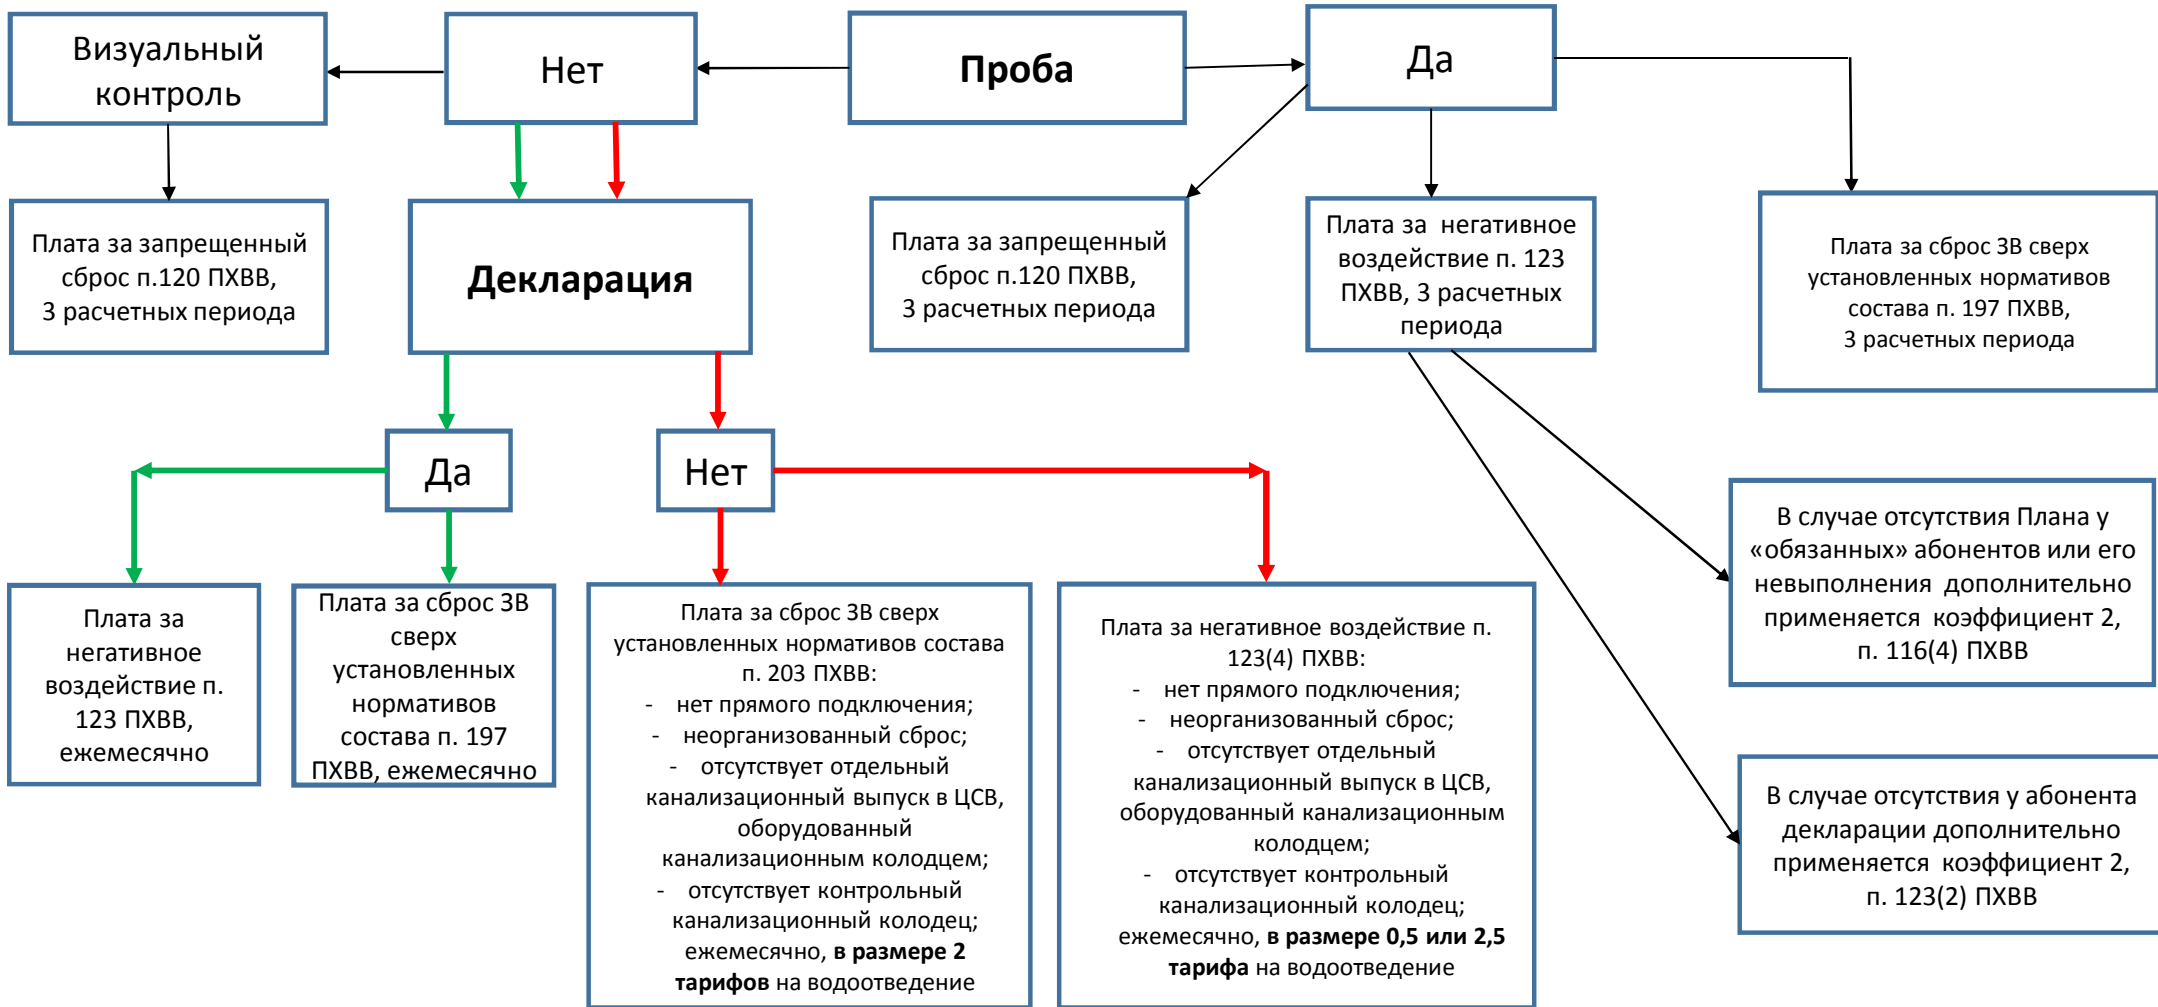 Визуальный
контроль
Нет
Проба
Да
Плата за запрещенный
сброс п.120 ПХВВ,
3 расчетных периода
Декларация
Плата за запрещенный
сброс п.120 ПХВВ,
3 расчетных периода
Плата за негативное
воздействие п. 123
ПХВВ, 3 расчетных
периода
Плата за сброс ЗВ сверх
установленных нормативов
состава п. 197 ПХВВ,
3 расчетных периода
Да
Нет
Плата за
негативное
воздействие п.
123 ПХВВ,
ежемесячно
Плата за сброс ЗВ
сверх
установленных
нормативов
состава п. 197
ПХВВ, ежемесячно
Плата за сброс ЗВ сверх
установленных нормативов состава
п. 203 ПХВВ:
- нет прямого подключения;
- неорганизованный сброс;
- отсутствует отдельный
канализационный выпуск в ЦСВ,
оборудованный
канализационным колодцем;
- отсутствует контрольный
канализационный колодец;
ежемесячно, в размере 2
тарифов на водоотведение
Плата за негативное воздействие п.
123(4) ПХВВ:
- нет прямого подключения;
- неорганизованный сброс;
- отсутствует отдельный
канализационный выпуск в ЦСВ,
оборудованный канализационным
колодцем;
- отсутствует контрольный
канализационный колодец;
ежемесячно, в размере 0,5 или 2,5
тарифа на водоотведение
В случае отсутствия Плана у
«обязанных» абонентов или его
невыполнения дополнительно
применяется коэффициент 2,
п. 116(4) ПХВВ
В случае отсутствия у абонента
декларации дополнительно
применяется коэффициент 2,
п. 123(2) ПХВВ